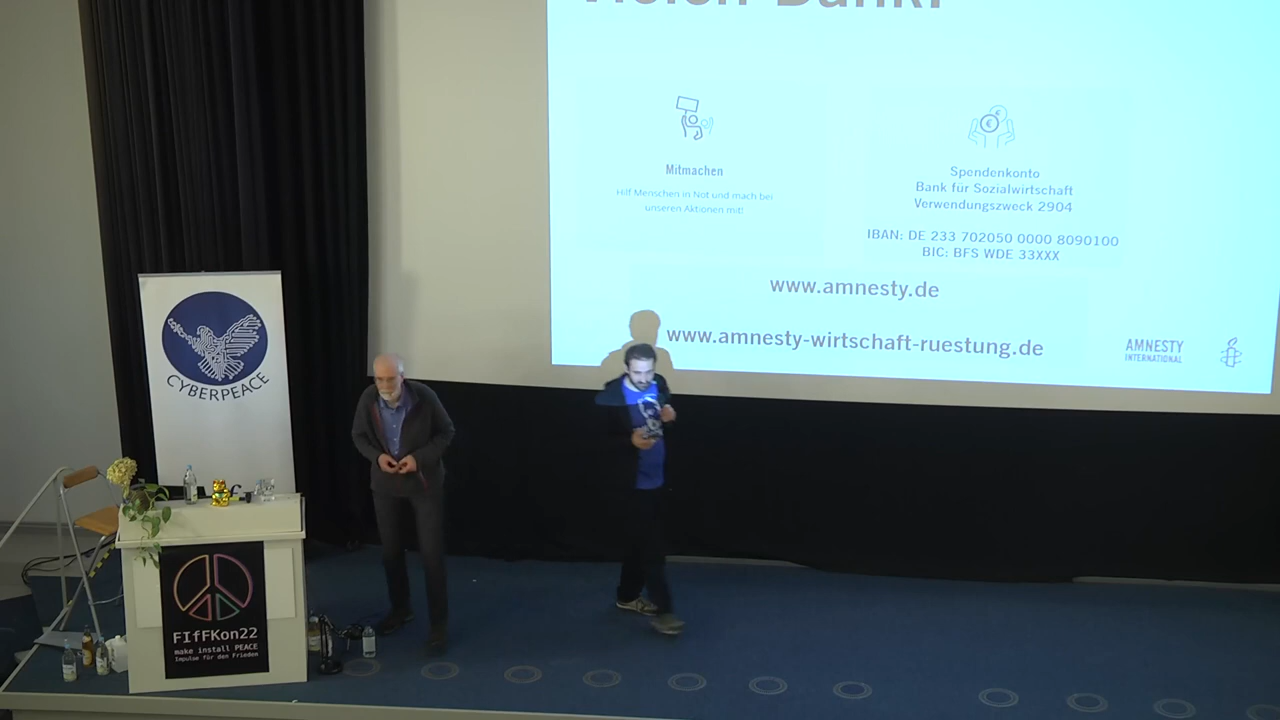 Vielen Dank!
Mitmachen
Hilf Menschen in Not und mach bei
unseren Aktionen mit!
Spendenkonto
Bank für Sozialwirtschaft
Verwendungszweck 2904
IBAN: DE 233 702050 0000 8090100
BIC: BFS WDE 33XXX
www.amnesty.de
www.amnesty-wirtschaft-ruestung.de
AMNESTY
INTERNATIONAL
CYBERPEACE
FIfFKon22
make install PEACE
Impulse für den Frieden